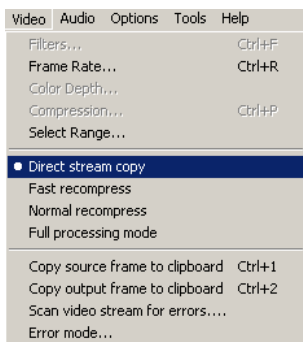 Video Audio Options Tools Help
Filters... Ctrl+F
Frame Rate... Ctrl+R
Color Depth...
Compression... Ctrl+P
Select Range...
Direct stream copy
Fast recompress
Normal recompress
Full processing mode
Copy source frame to clipboard Ctrl+1
Copy output frame to clipboard Ctrl+2
Scan video stream for errors....
Error mode...